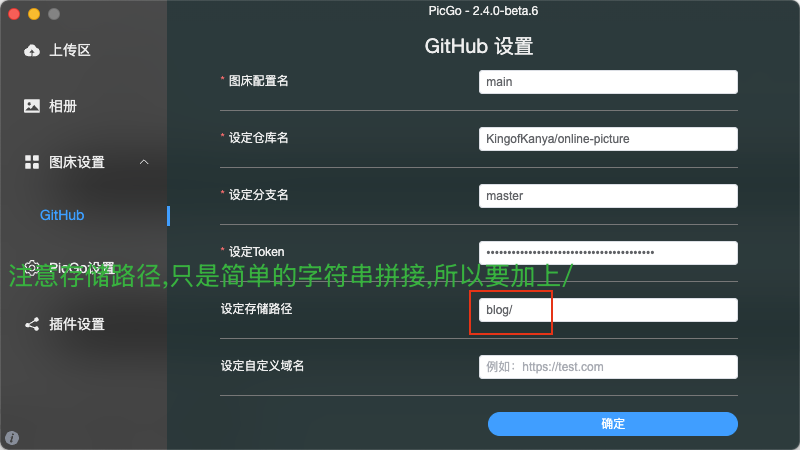 PicGo - 2.4.0-beta.6
GitHub 设置
上传区
相册
图床设置
GitHub
PicGo设置
插件设置
* 图床配置名
main
* 设定仓库名
KingofKanya/online-picture
* 设定分支名
master
* 设定Token
••••••••••••••••••••••••••••••••••••••••
注意存储路径,只是简单的字符串拼接,所以要加上/
设定存储路径
blog/
设定自定义域名
例如：https://test.com
确定